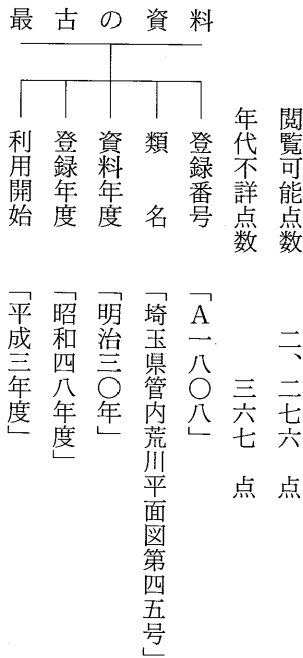 閲覧可能点数 二、二七六 点
年代不詳点数 三六七 点
最古の資料
登録番号 「A一八〇八」
類名 「埼玉県管内荒川平面図第四五号」
資料年度 「明治三〇年」
登録年度 「昭和四八年度」
利用開始 「平成三年度」